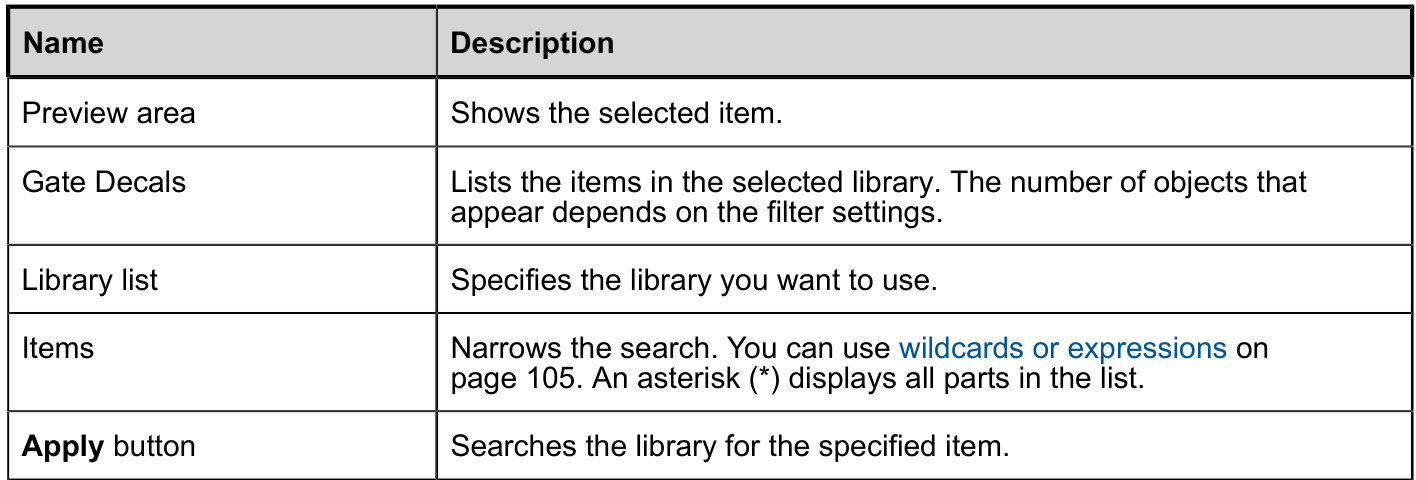 Name Description
Preview area Shows the selected item.
Gate Decals Lists the items in the selected library. The number of objects that
appear depends on the filter settings.
Library list Specifies the library you want to use.
Items Narrows the search. You can use wildcards or expressions on
page 105. An asterisk (*) displays all parts in the list.
Apply button Searches the library for the specified item.